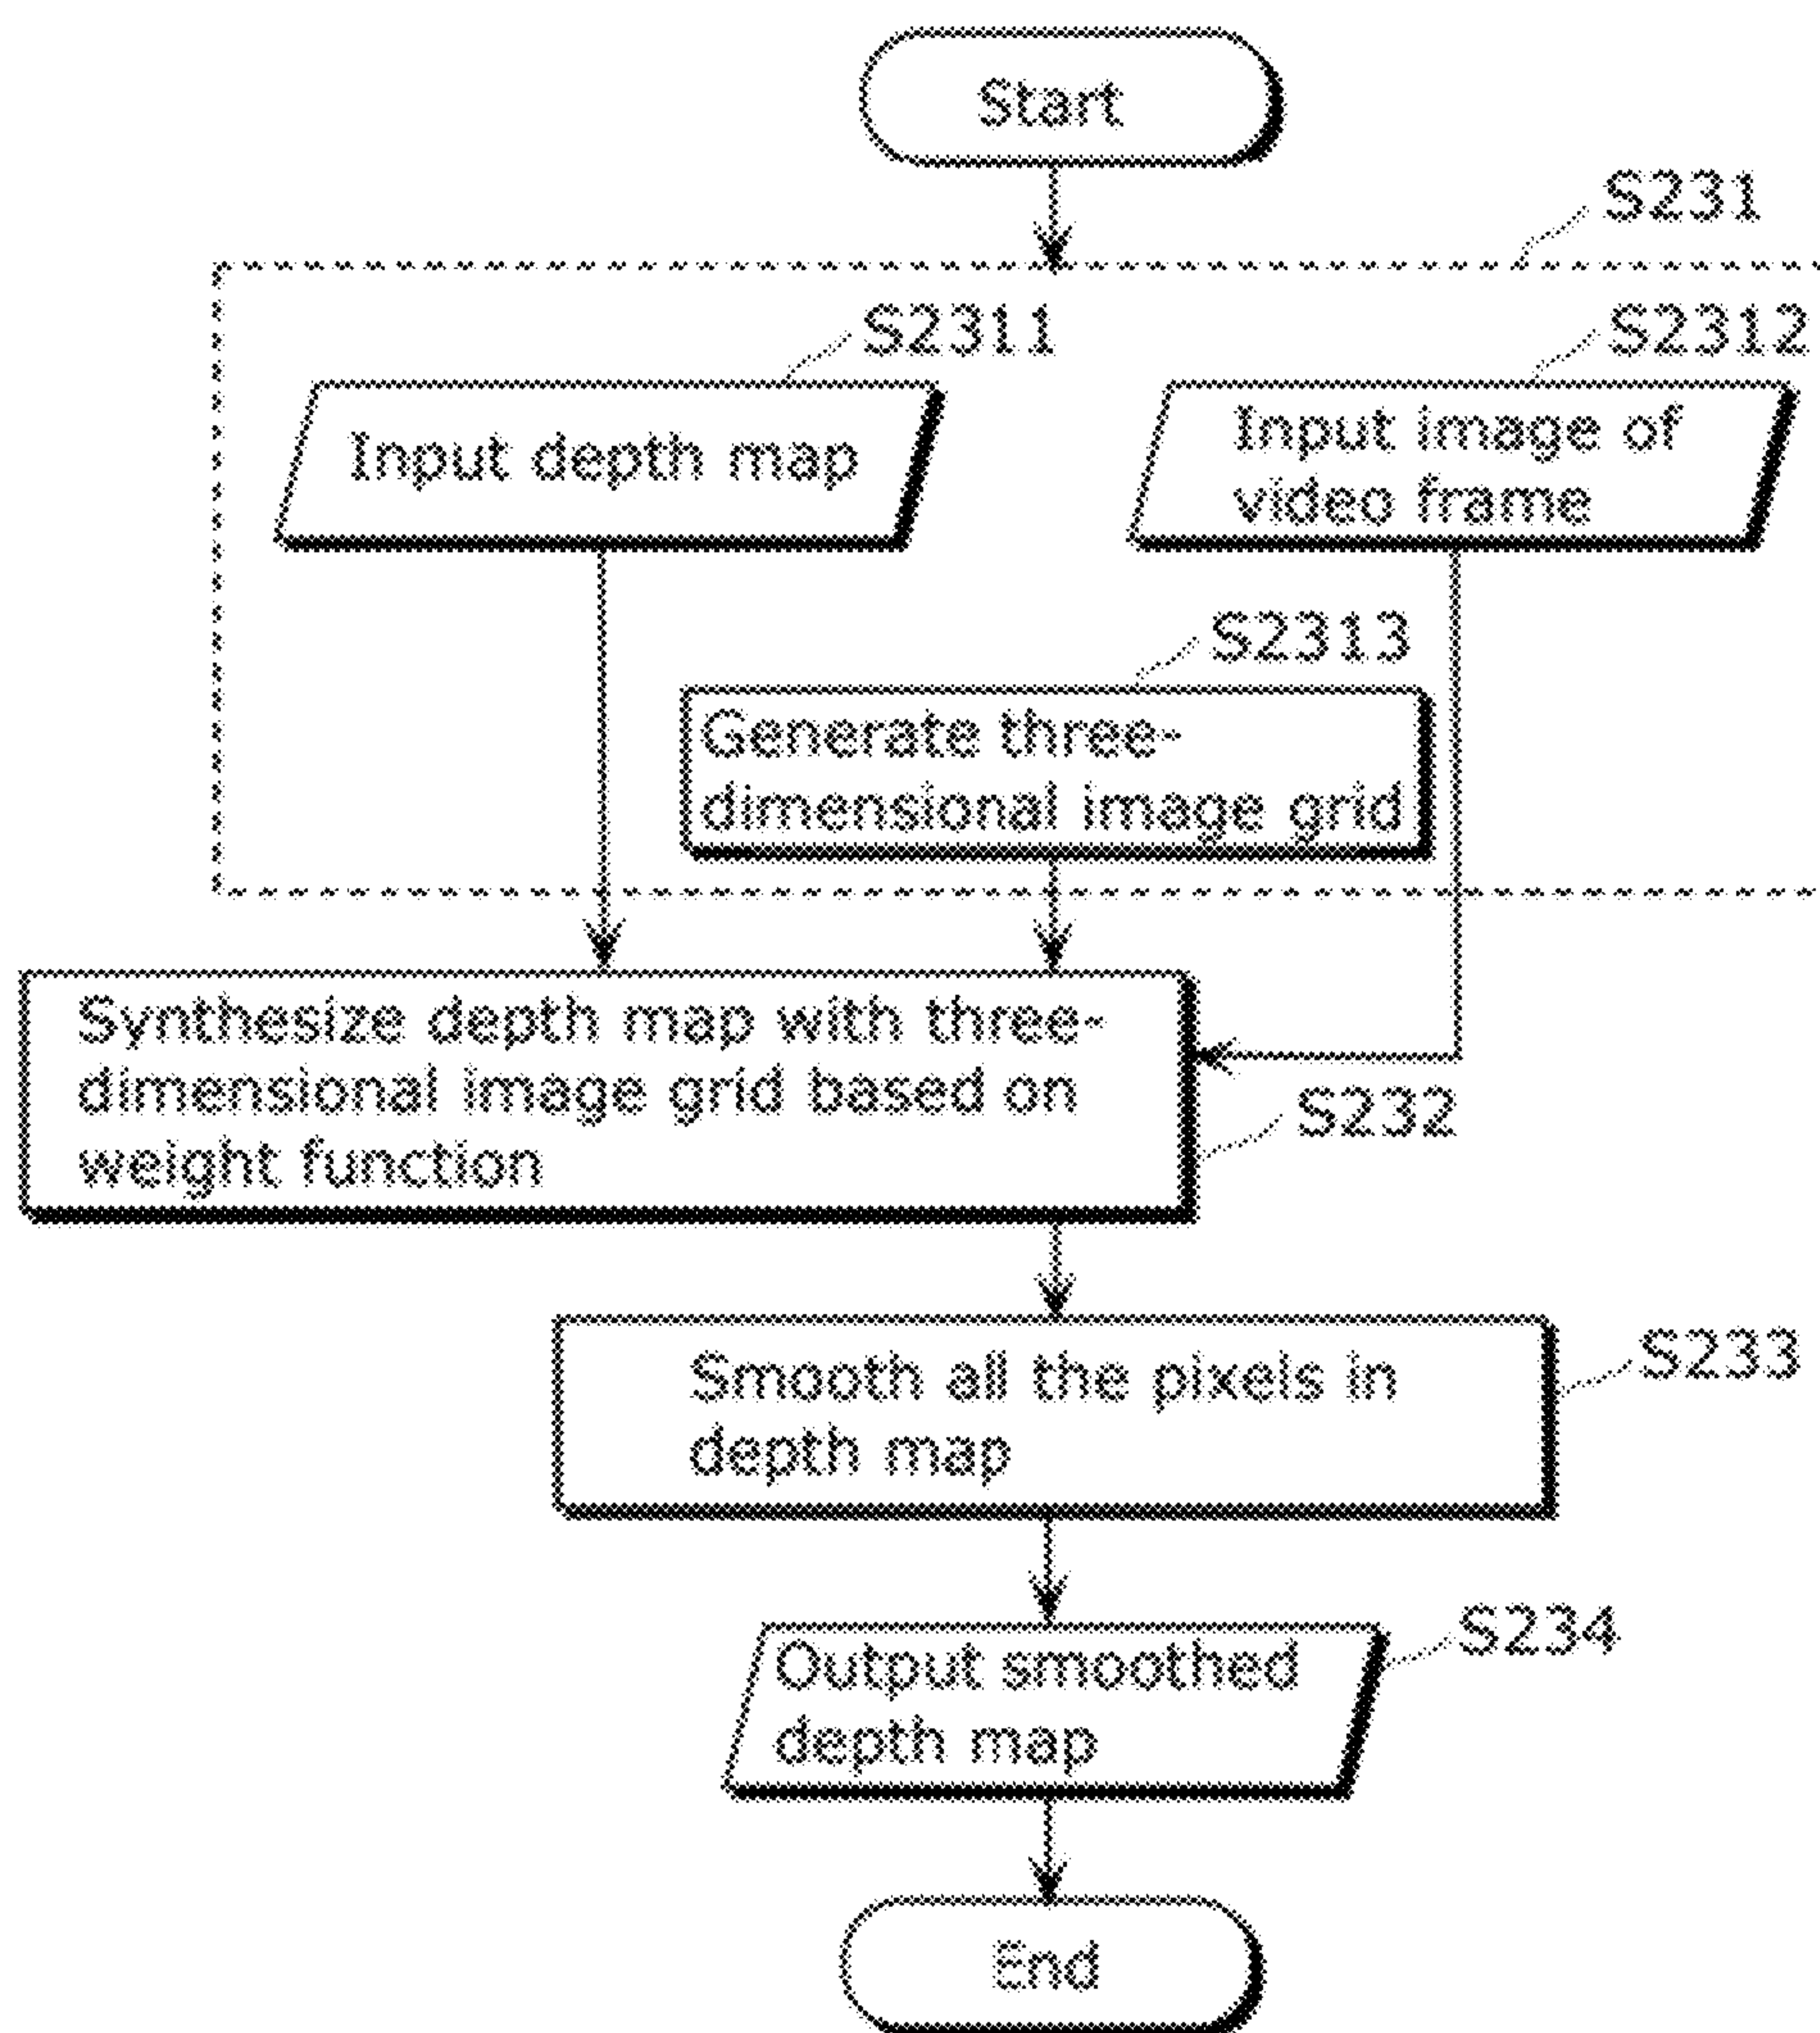 Start
S231
S2311
S2312
Input depth map
Input image of
video frame
S2313
Generate three-
dimensional image grid
Synthesize depth map with three-
dimensional image grid based on
weight function
S232
Smooth all the pixels in
depth map
S233
Output smoothed
depth map
S234
End